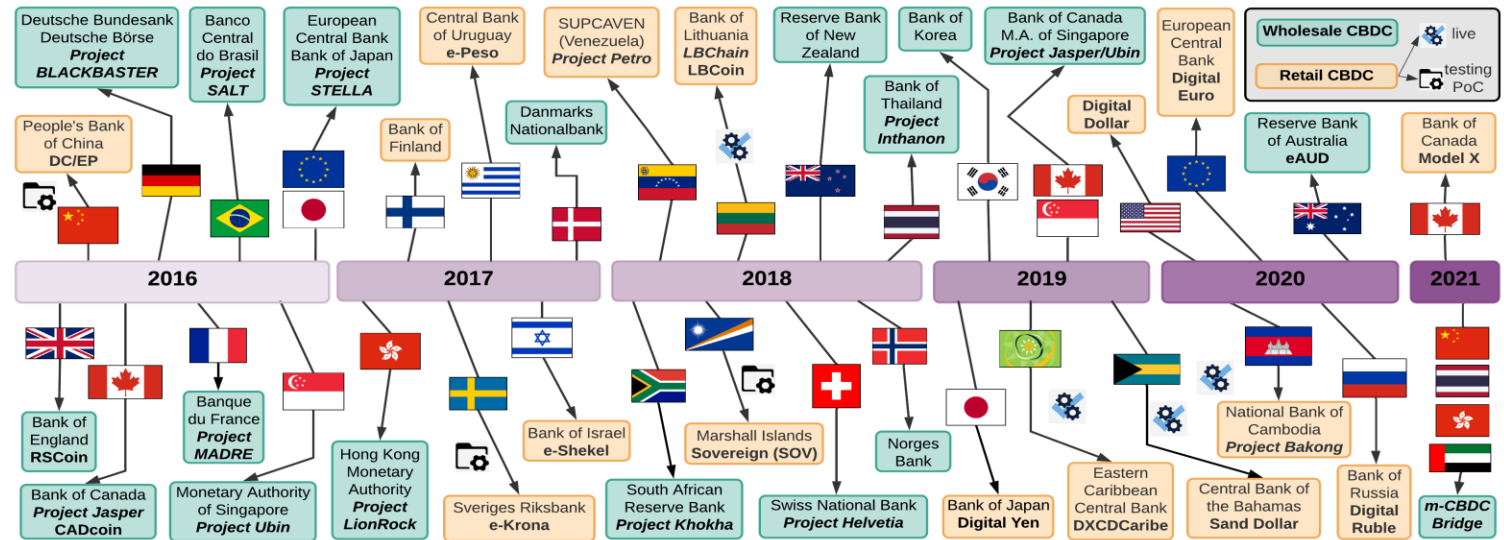 Deutsche Bundesank
Deutsche Börse
Project
BLACKBASTER
Banco
Central
do Brasil
Project
SALT
European
Central Bank
Bank of Japan
Project
STELLA
Central Bank
of Uruguay
e-Peso
SUPCAVEN
(Venezuela)
Project Petro
Bank of
Lithuania
LBChain
LBCoin
Reserve Bank
of New
Zealand
Bank of
Korea
Bank of Canada
M.A. of Singapore
Project Jasper/Ubin
European
Central
Bank
Digital
Euro
Wholesale CBDC
live
Retail CBDC
testing
PoC
People's Bank
of China
DC/EP
Bank of
Finland
Danmarks
Nationalbank
Bank of
Thailand
Project
Inthanon
Digital
Dollar
Reserve Bank
of Australia
eAUD
Bank of
Canada
Model X
2016
2017
2018
2019
2020
2021
Bank of
England
RSCoin
Bank of Canada
Project Jasper
CADcoin
Banque
du France
Project
MADRE
Monetary Authority
of Singapore
Project Ubin
Hong Kong
Monetary
Authority
Project
LionRock
Sveriges Riksbank
e-Krona
Bank of Israel
e-Shekel
South African
Reserve Bank
Project Khokha
Marshall Islands
Sovereign (SOV)
Swiss National Bank
Project Helvetia
Norges
Bank
Bank of Japan
Digital Yen
Eastern
Caribbean
Central Bank
DXCDCaribe
Central Bank of
the Bahamas
Sand Dollar
National Bank of
Cambodia
Project Bakong
Bank of
Russia
Digital
Ruble
m-CBDC
Bridge